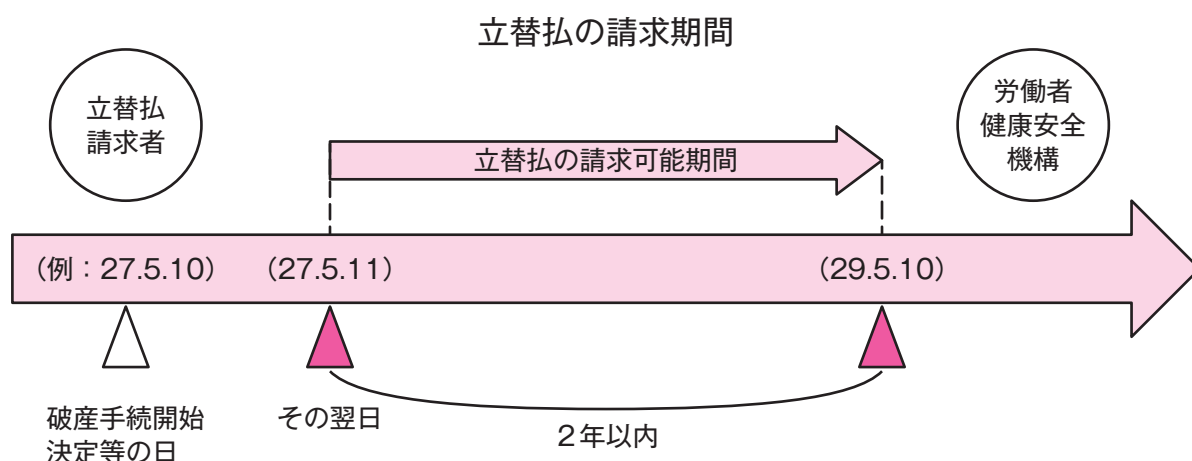 立替払の請求期間
立替払
請求者
労働者
健康安全
機構
立替払の請求可能期間
（例：27.5.10）
（27.5.11）
（29.5.10）
破産手続開始
決定等の日
その翌日
２年以内